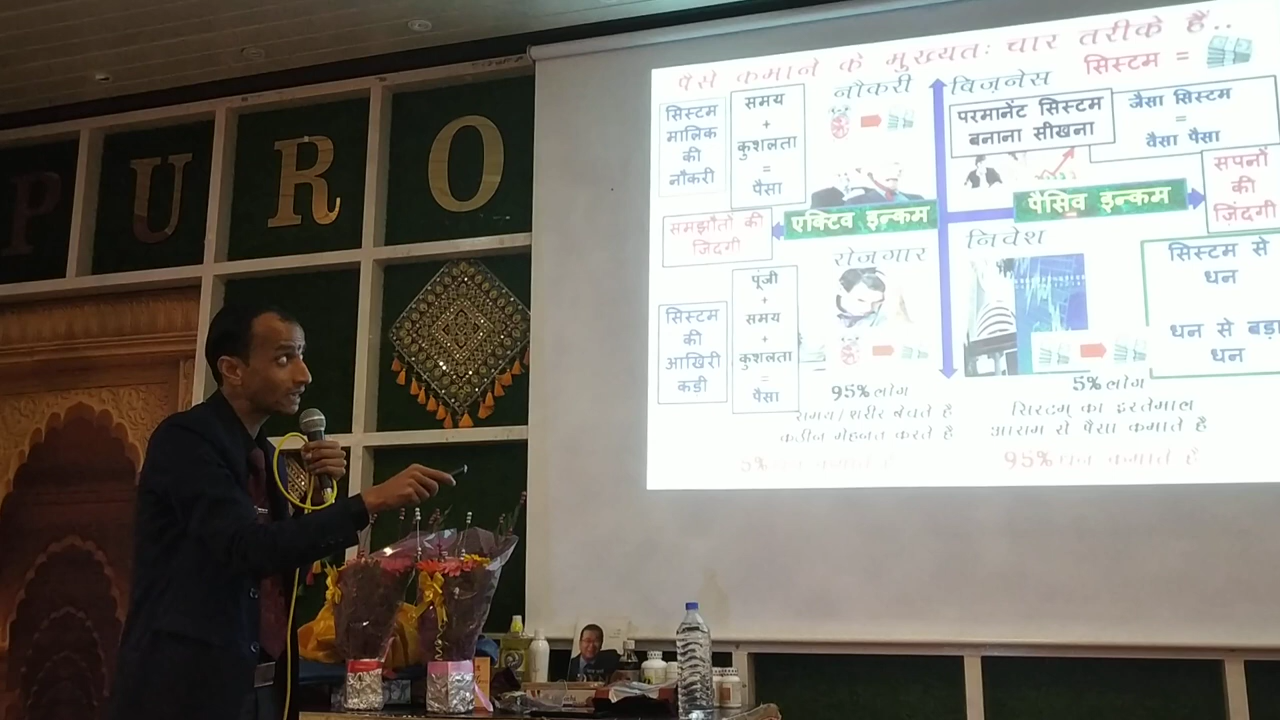 PURO
पैसे कमाने के मुख्यतः चार तरीके हैं..
सिस्टम =
सिस्टम
मालिक
की
नौकरी
समय
+
कुशलता
=
पैसा
नौकरी
बिज़नेस
परमानेंट सिस्टम
बनाना सीखना
जैसा सिस्टम
=
वैसा पैसा
सपनों
की
ज़िंदगी
समझौतों की
ज़िंदगी
एक्टिव इन्कम
पैसिव इन्कम
सिस्टम
की
आखिरी
कडी
पूंजी
+
समय
+
कुशलता
=
पैसा
रोजगार
निवेश
सिस्टम से
धन
धन से बड़ा
धन
95% लोग
समय/शरीर बेचते है
कठीन मेहनत करते है
5%
5% लोग
सिस्टम का इस्तेमाल
आराम से पैसा कमाते है
95% धन कमाते है